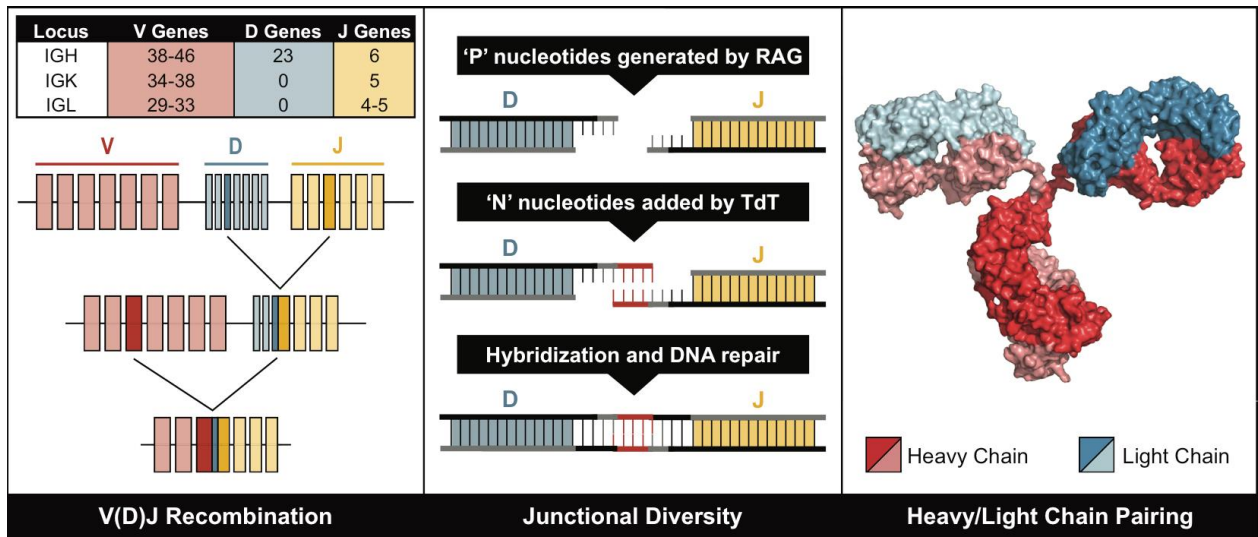 Locus V Genes D Genes J Genes
IGH 38-46 23 6
IGK 34-38 0 5
IGL 29-33 0 4-5
V D J
V(D)J Recombination
‘P’ nucleotides generated by RAG
D J
‘N’ nucleotides added by TdT
D J
Hybridization and DNA repair
D J
Junctional Diversity
Heavy Chain Light Chain
Heavy/Light Chain Pairing